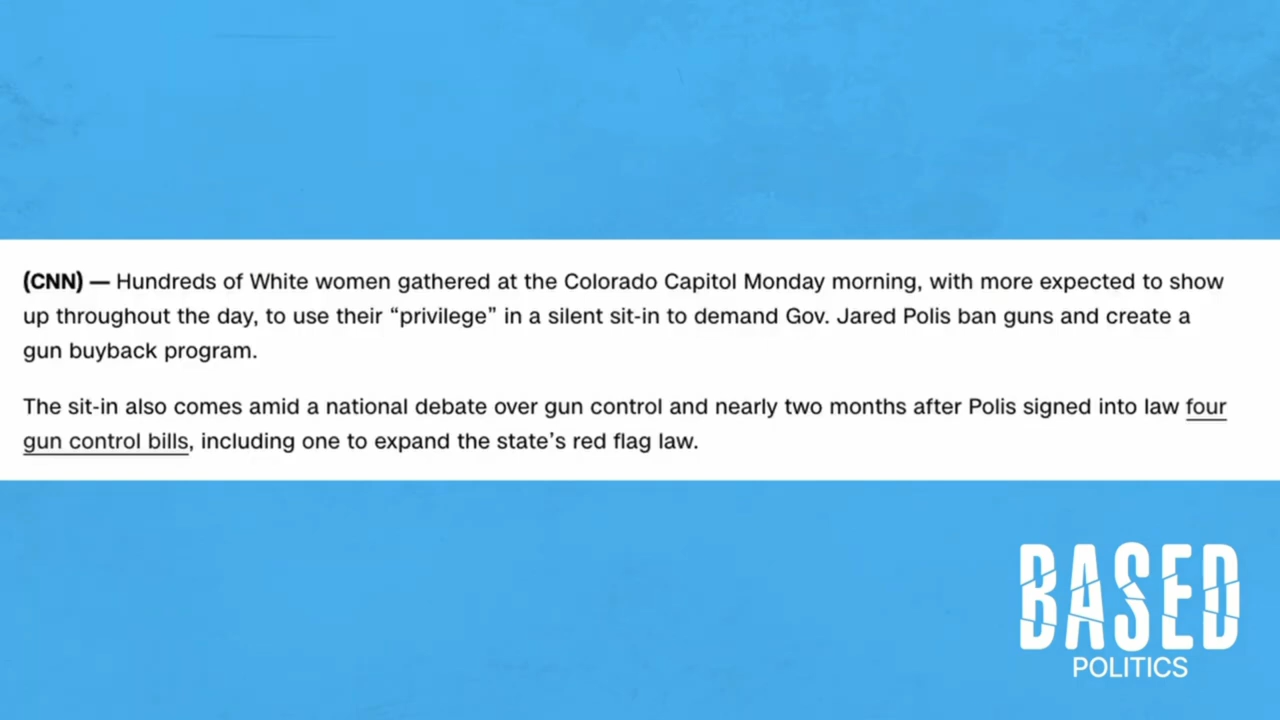 (CNN) — Hundreds of White women gathered at the Colorado Capitol Monday morning, with more expected to show
up throughout the day, to use their “privilege” in a silent sit-in to demand Gov. Jared Polis ban guns and create a
gun buyback program.
The sit-in also comes amid a national debate over gun control and nearly two months after Polis signed into law four
gun control bills, including one to expand the state’s red flag law.
BASED
POLITICS